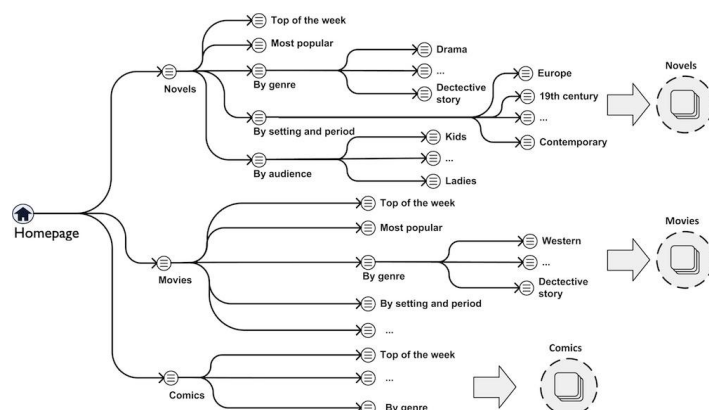 Top of the week
Most popular
Novels
By genre
Drama
...
Dectective
story
By setting and period
Europe
19th century
...
Contemporary
By audience
Kids
...
Ladies
Novels
Homepage
Top of the week
Most popular
Movies
By genre
Western
...
Dectective
story
By setting and period
...
Movies
Comics
Top of the week
...
By genre
Comics